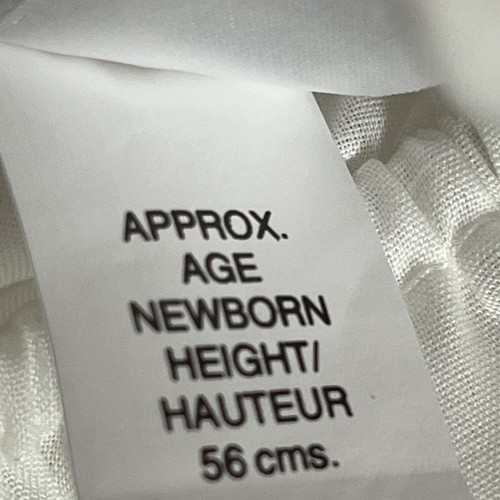 APPROX.
AGE
NEWBORN
HEIGHT/
HAUTEUR
56 cms.